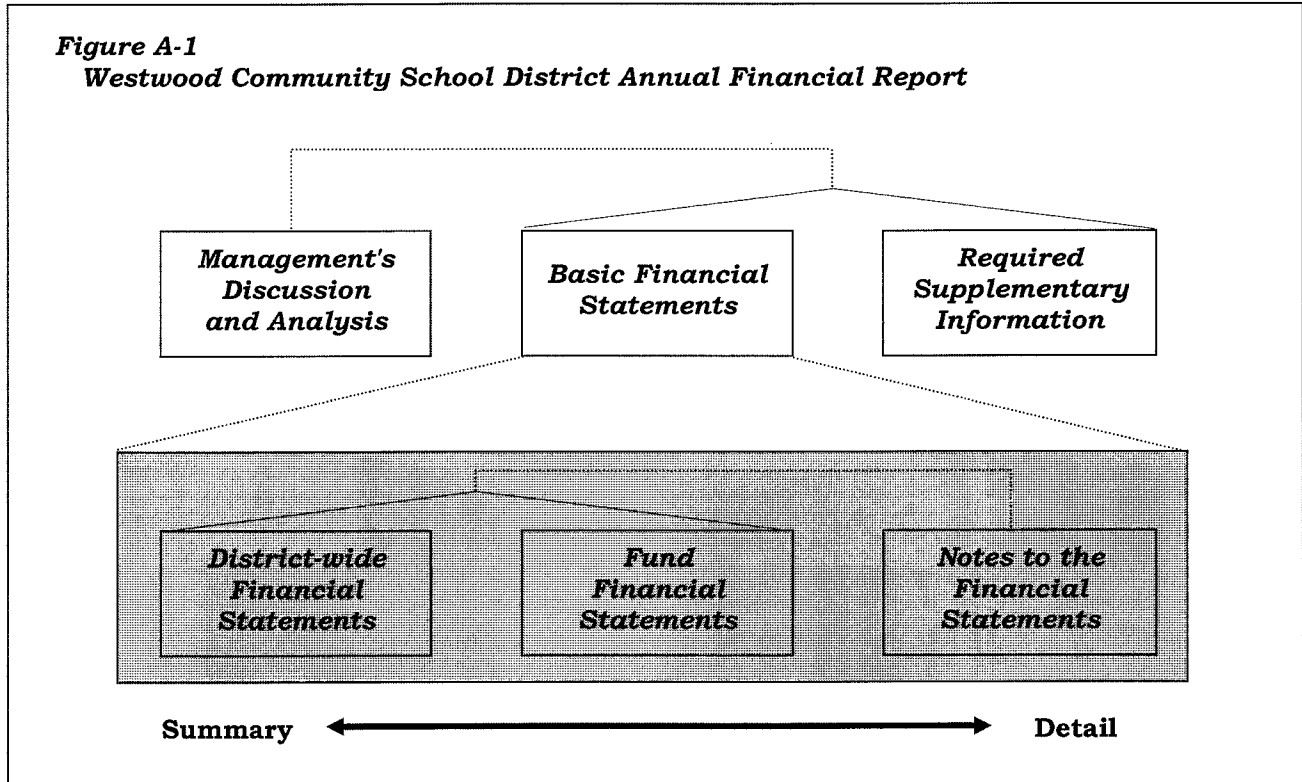 Figure A-1
Westwood Community School District Annual Financial Report
Management's
Discussion
and Analysis
Basic Financial
Statements
Required
Supplementary
Information
District-wide
Financial
Statements
Fund
Financial
Statements
Notes to the
Financial
Statements
Summary
Detail